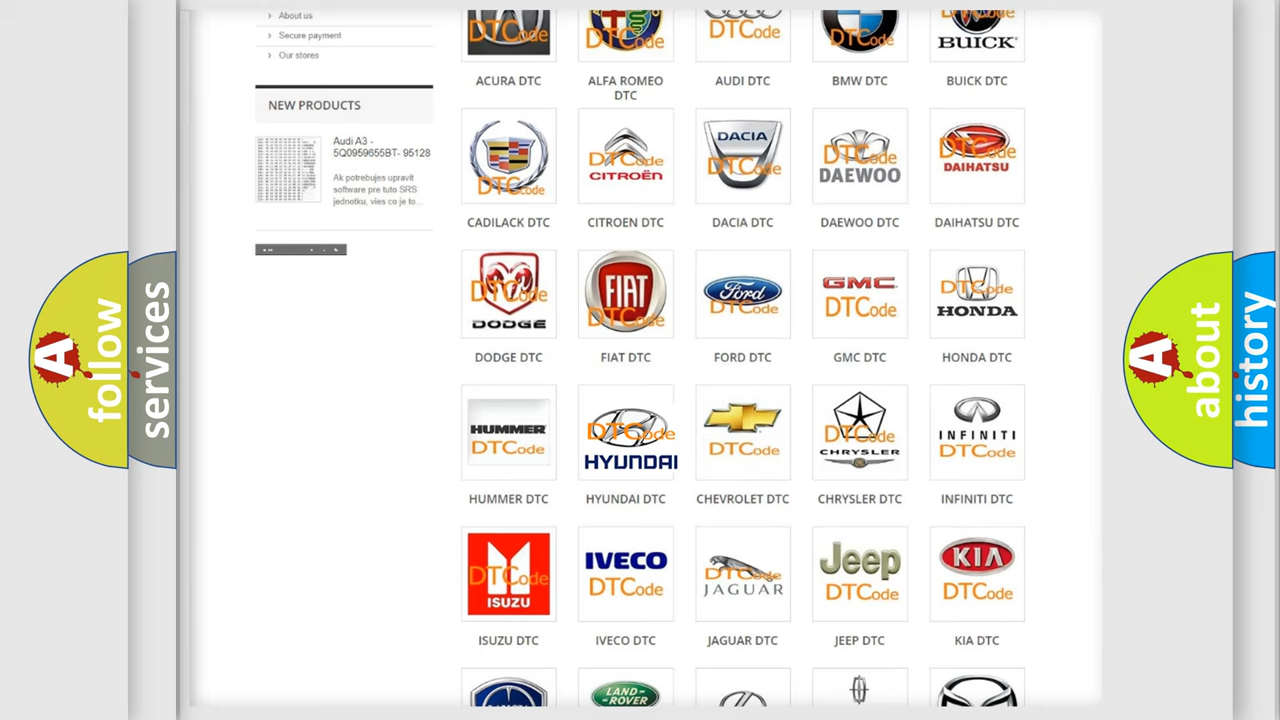 About us
Secure payment
Our stores
NEW PRODUCTS
Audi A3 -
5Q0959655BT- 95128
Ak potrebujes upravit
software pre tuto SRS
jednotku, vies co je to...
DTCode
DTCode
DTCode
DTCode
BUICK
ACURA DTC
ALFA ROMEO
DTC
AUDI DTC
BMW DTC
BUICK DTC
DTCode
DTCode
CITROËN
DACIA
DTCode
DTCode
DAEWOO
DTCode
DAIHATSU
CADILACK DTC
CITROEN DTC
DACIA DTC
DAEWOO DTC
DAIHATSU DTC
DTCode
DODGE
FIAT
DTCode
Ford
DTCode
GMC
DTCode
DTCode
HONDA
DODGE DTC
FIAT DTC
FORD DTC
GMC DTC
HONDA DTC
HUMMER
DTCode
DTCode
HYUNDAI
DTCode
DTCode
CHRYSLER
INFINITI
DTCode
HUMMER DTC
HYUNDAI DTC
CHEVROLET DTC
CHRYSLER DTC
INFINITI DTC
DTCode
ISUZU
IVECO
DTCode
DTCode
JAGUAR
Jeep
DTCode
KIA
DTCode
ISUZU DTC
IVECO DTC
JAGUAR DTC
JEEP DTC
KIA DTC
LAND-
ROVER
A
follow
services
A
about
history